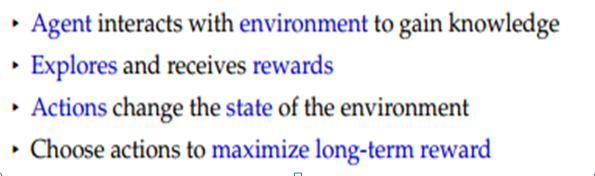 ‣ Agent interacts with environment to gain knowledge
‣ Explores and receives rewards
‣ Actions change the state of the environment
‣ Choose actions to maximize long-term reward